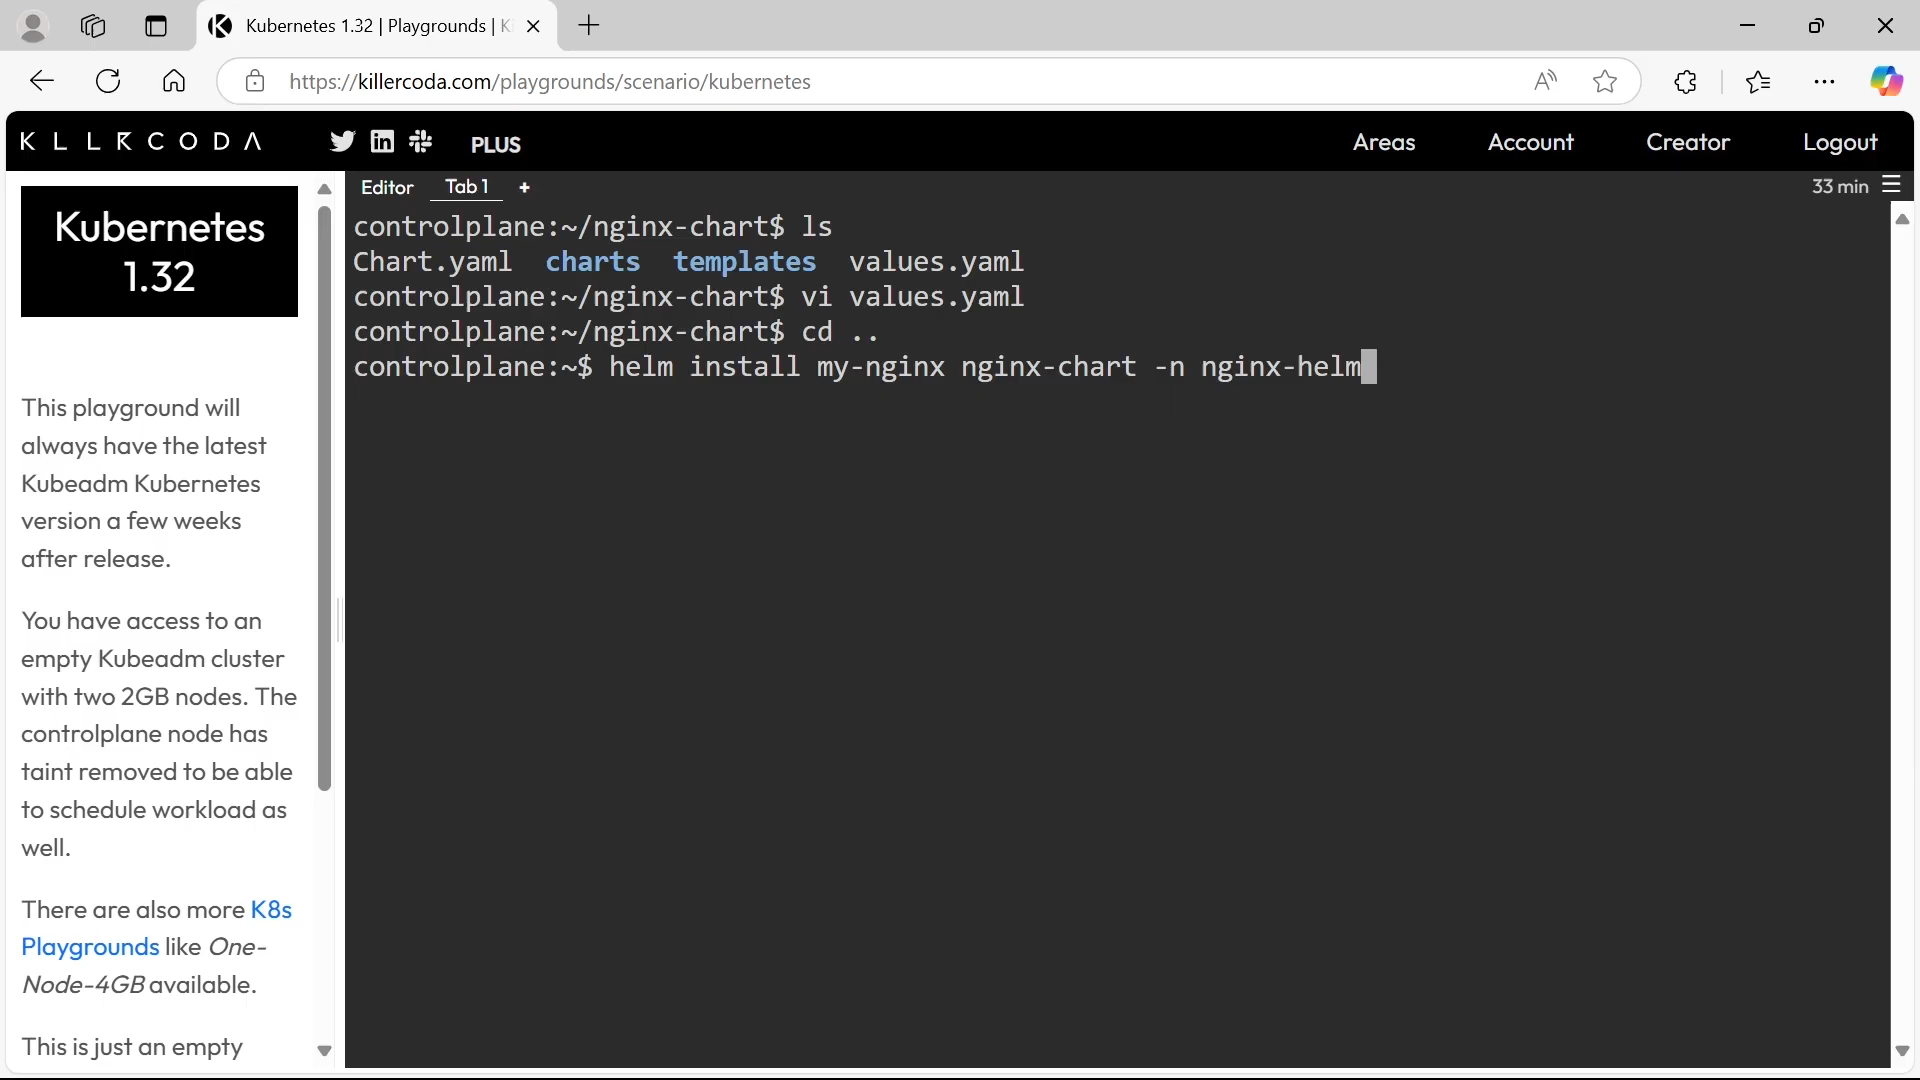 Kubernetes 1.32 | Playgrounds | Ki
https://killercoda.com/playgrounds/scenario/kubernetes
KLLRCODA
PLUS
Areas
Account
Creator
Logout
Kubernetes
1.32
This playground will
always have the latest
Kubeadm Kubernetes
version a few weeks
after release.
You have access to an
empty Kubeadm cluster
with two 2GB nodes. The
controlplane node has
taint removed to be able
to schedule workload as
well.
There are also more K8s
Playgrounds like One-
Node-4GB available.
This is just an empty
Editor
Tab 1
+
33 min
controlplane:~/nginx-chart$ ls
Chart.yaml charts templates values.yaml
controlplane:~/nginx-chart$ vi values.yaml
controlplane:~/nginx-chart$ cd ..
controlplane:~$ helm install my-nginx nginx-chart -n nginx-helm